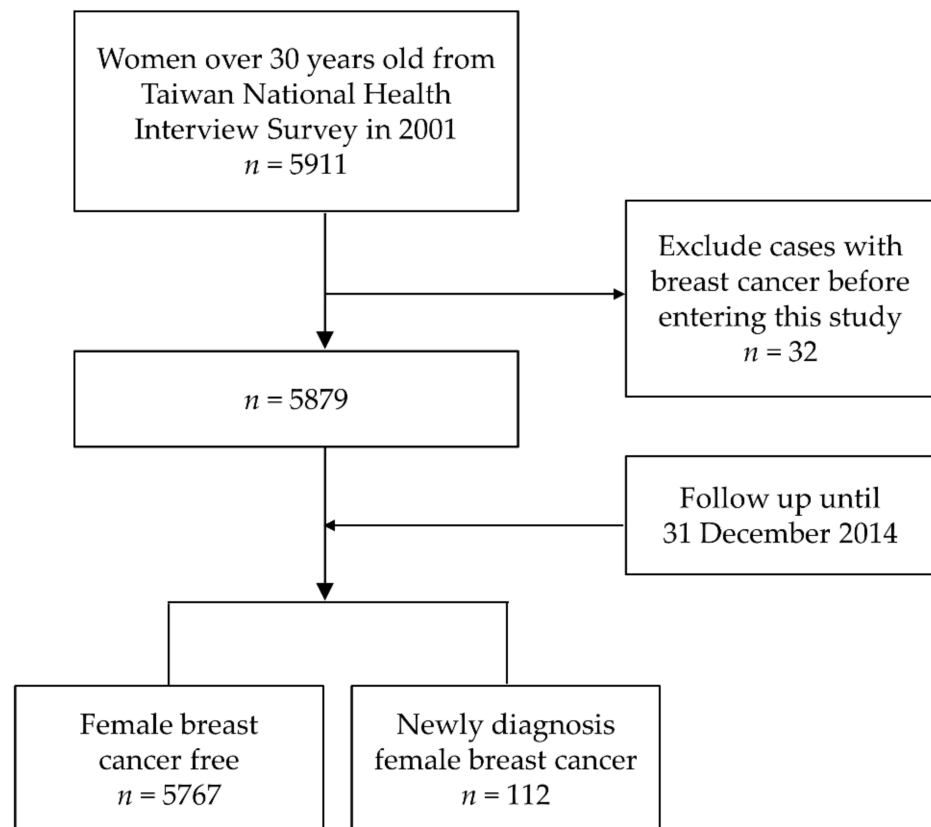 Women over 30 years old from
Taiwan National Health
Interview Survey in 2001
n = 5911
Exclude cases with
breast cancer before
entering this study
n = 32
n = 5879
Follow up until
31 December 2014
Female breast
cancer free
n = 5767
Newly diagnosis
female breast cancer
n = 112